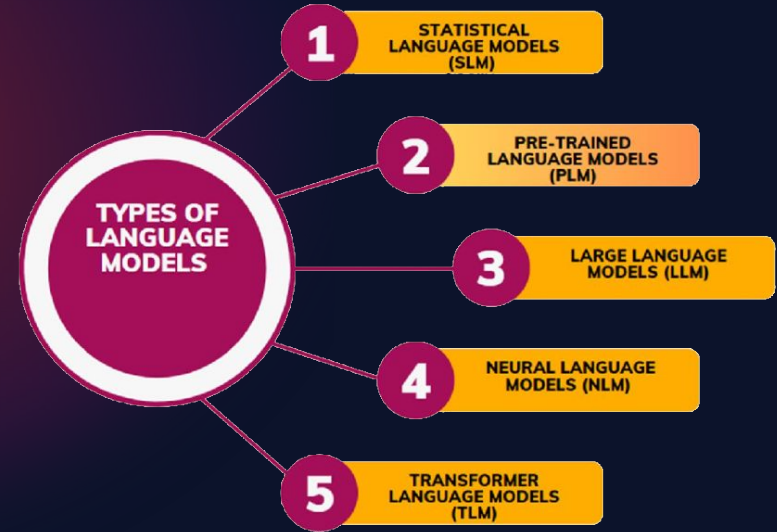 TYPES OF
LANGUAGE
MODELS
1
STATISTICAL
LANGUAGE MODELS
(SLM)
2
PRE-TRAINED
LANGUAGE MODELS
(PLM)
3
LARGE LANGUAGE
MODELS (LLM)
4
NEURAL LANGUAGE
MODELS (NLM)
5
TRANSFORMER
LANGUAGE MODELS
(TLM)